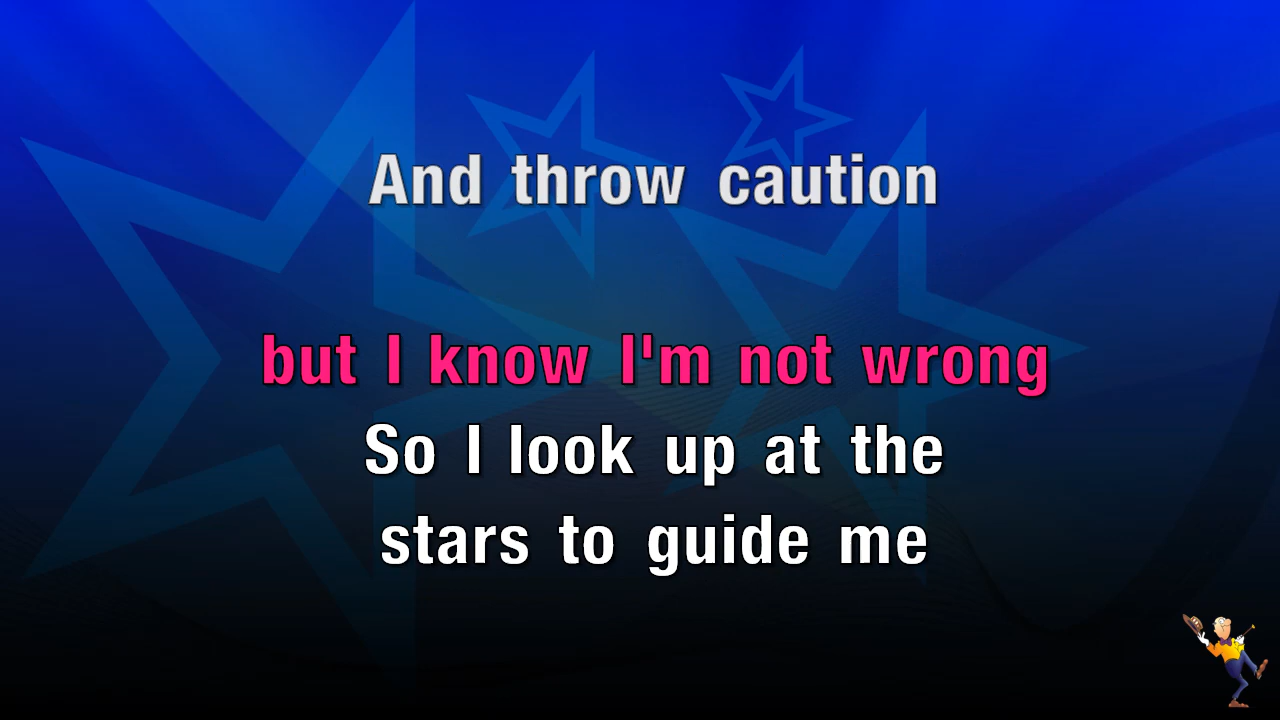 And throw caution
but I know I'm not wrong
So I look up at the
stars to guide me